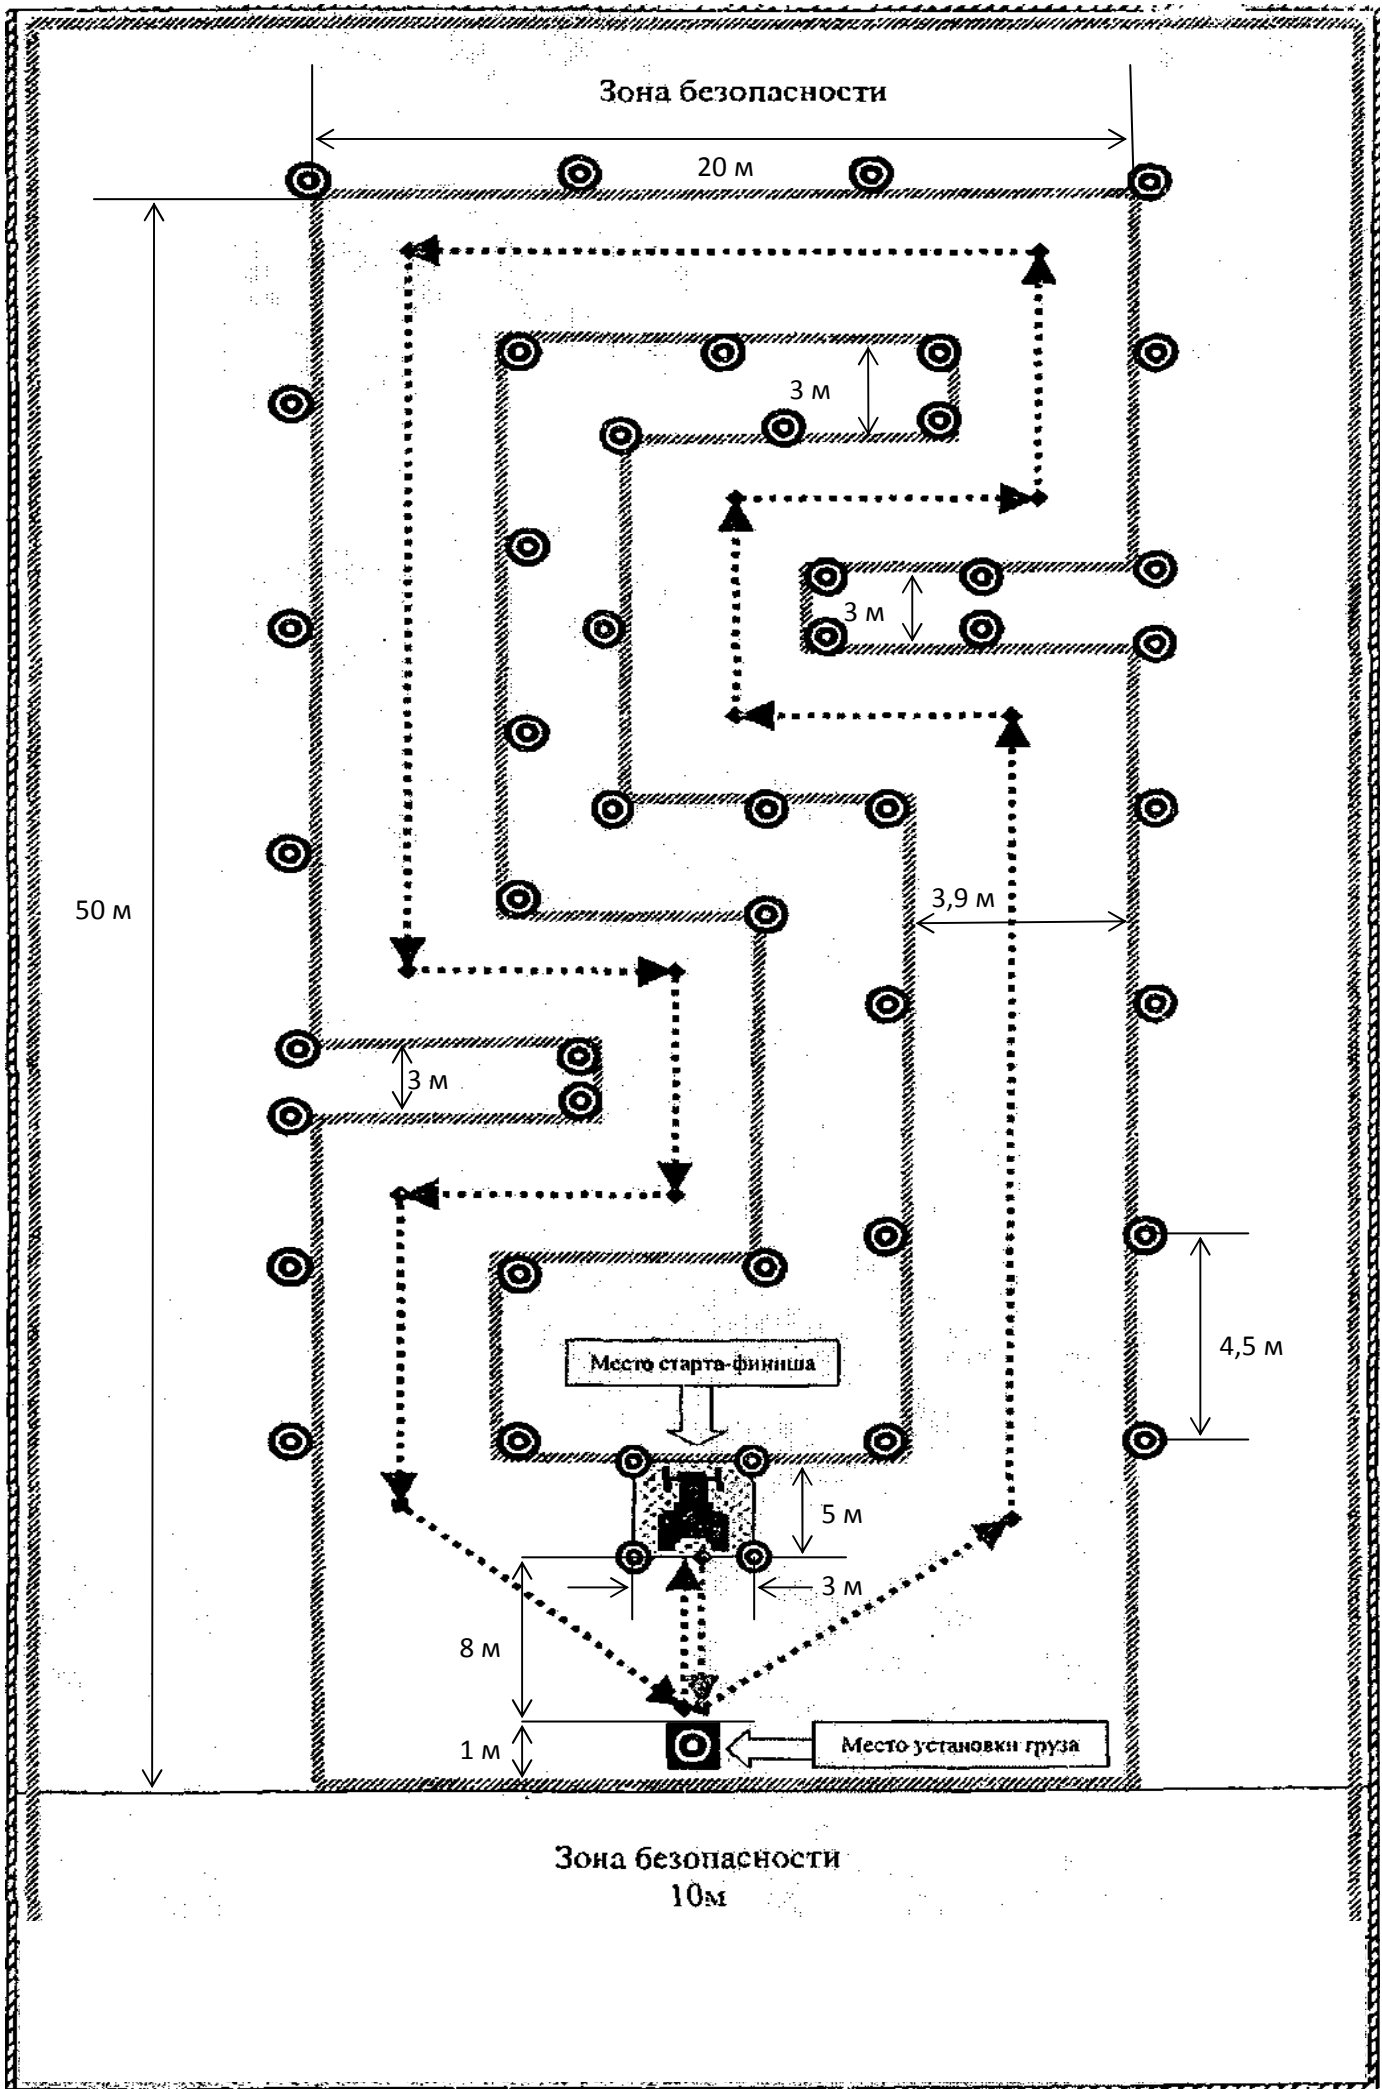 Зона безопасности
20 м
3 м
3 м
50 м
3,9 м
3 м
4,5 м
Место старта-финиша
5 м
3 м
8 м
1 м
Место установки груза
Зона безопасности
10м